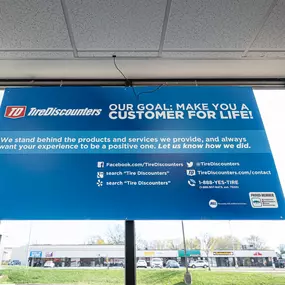 TD TireDiscounters
OUR GOAL: MAKE YOU A
CUSTOMER FOR LIFE!
We stand behind the products and services we provide, and always
want your experience to be a positive one. Let us know how we did.
Facebook.com/TireDiscounters
@TireDiscounters
search "Tire Discounters"
TireDiscounters.com/contact
search "Tire Discounters"
1-855-YES-TIRE